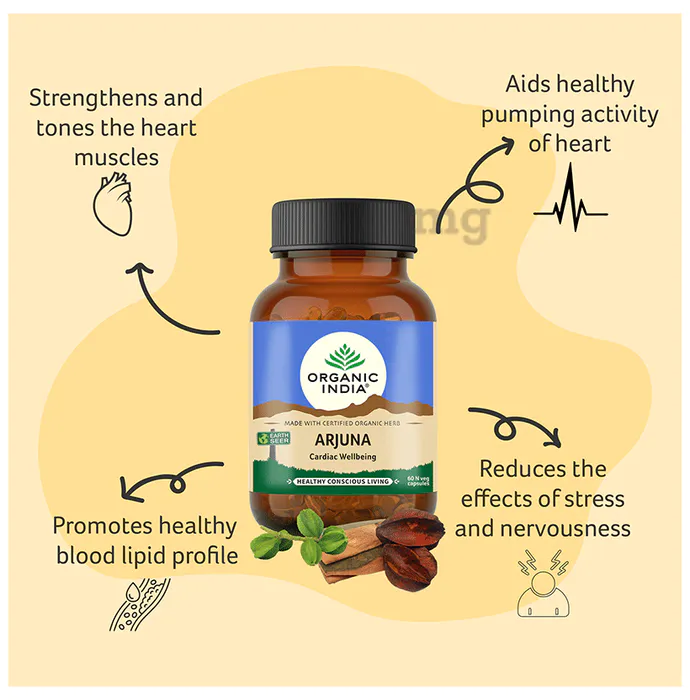 Strengthens and
tones the heart
muscles
Aids healthy
pumping activity
of heart
mg
ORGANIC
INDIA®
MADE WITH CERTIFIED ORGANIC HERB
EARTH
SEER
ARJUNA
Cardiac Wellbeing
60 N veg
capsules
HEALTHY CONSCIOUS LIVING
Promotes healthy
blood lipid profile
Reduces the
effects of stress
and nervousness